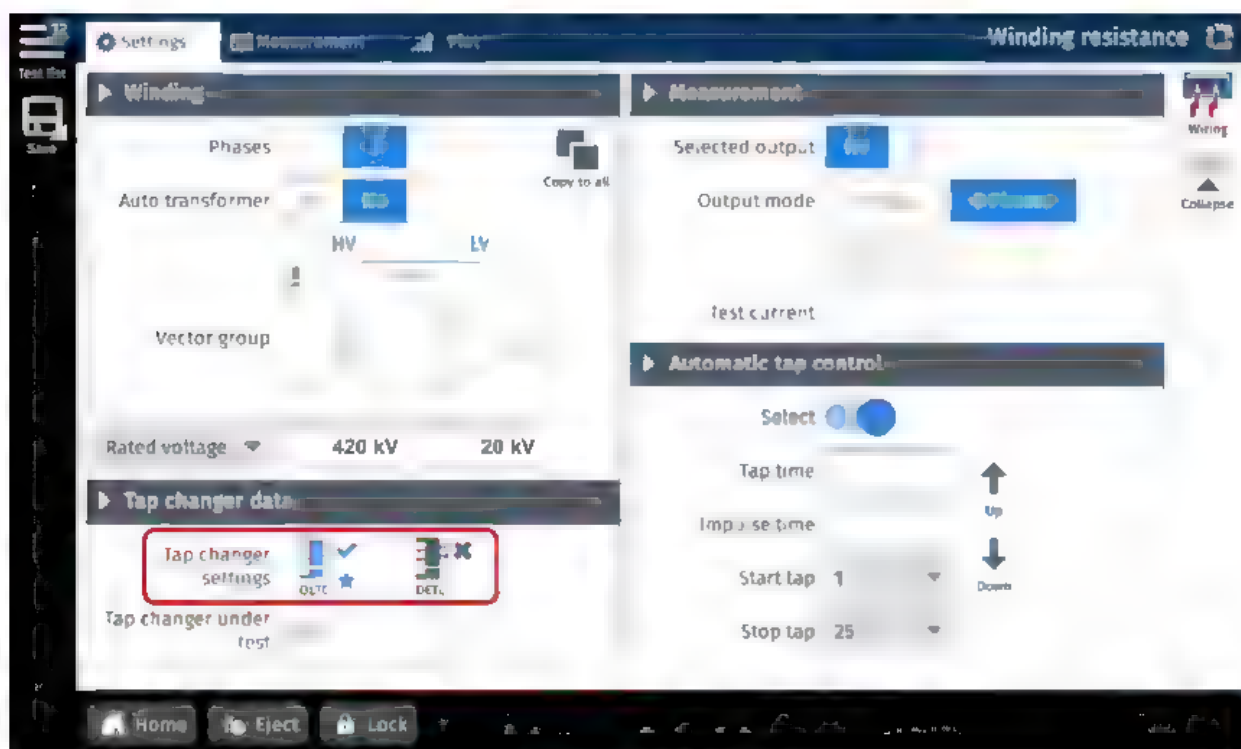 Settings
Winding resistance
Winding
Measurement
Wiring
Phases
Copy to all
Selected output
Auto transformer
Output mode
Collapse
HV LV
Vector group
Test current
Automatic tap control
Select
Rated voltage 420 kV 20 kV
Tap time
Up
Tap changer data
Impulse time
Tap changer settings
OLTC DETC
Start tap 1
Down
Tap changer under test
Stop tap 25
Home Eject Lock